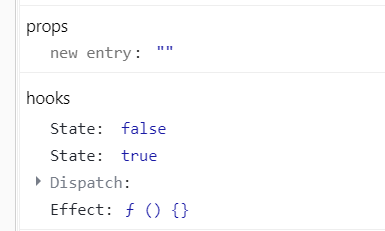 props
new entry: ""
hooks
State: false
State: true
Dispatch:
Effect: ƒ () {}